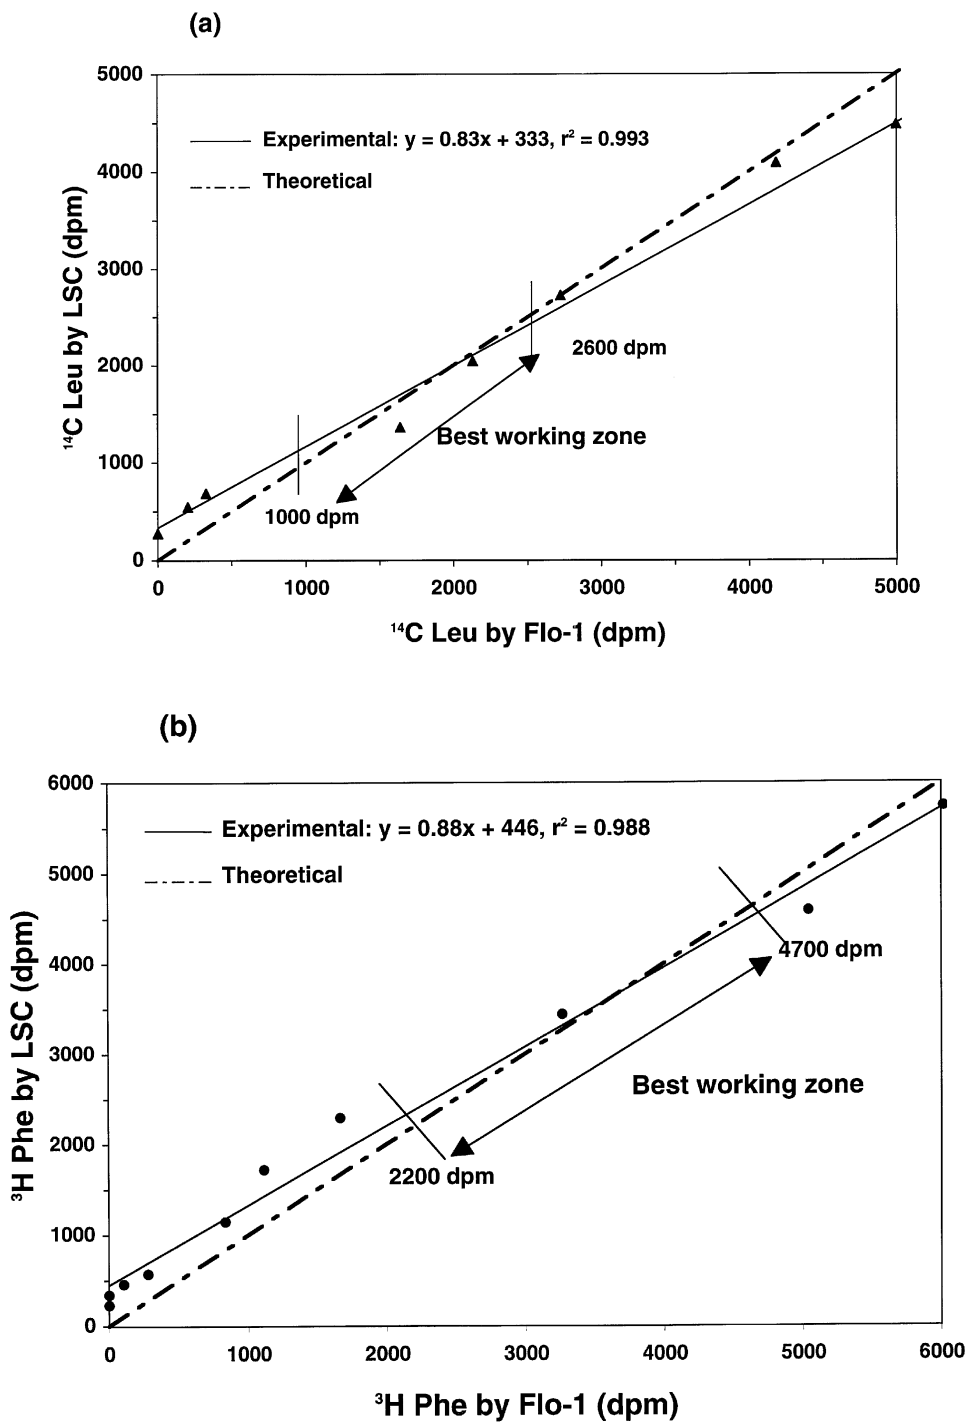 (a)
5000
4000
3000
2000
1000
0
¹⁴C Leu by LSC (dpm)
Experimental: y = 0.83x + 333, r² = 0.993
Theoretical
2600 dpm
Best working zone
1000 dpm
0 1000 2000 3000 4000 5000
¹⁴C Leu by Flo-1 (dpm)
(b)
6000
5000
4000
3000
2000
1000
0
³H Phe by LSC (dpm)
Experimental: y = 0.88x + 446, r² = 0.988
Theoretical
4700 dpm
Best working zone
2200 dpm
0 1000 2000 3000 4000 5000 6000
³H Phe by Flo-1 (dpm)